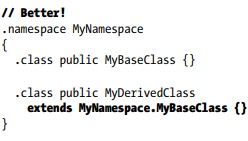 // Better!
.namespace MyNamespace
{
  .class public MyBaseClass {}

  .class public MyDerivedClass
    extends MyNamespace.MyBaseClass {}
}